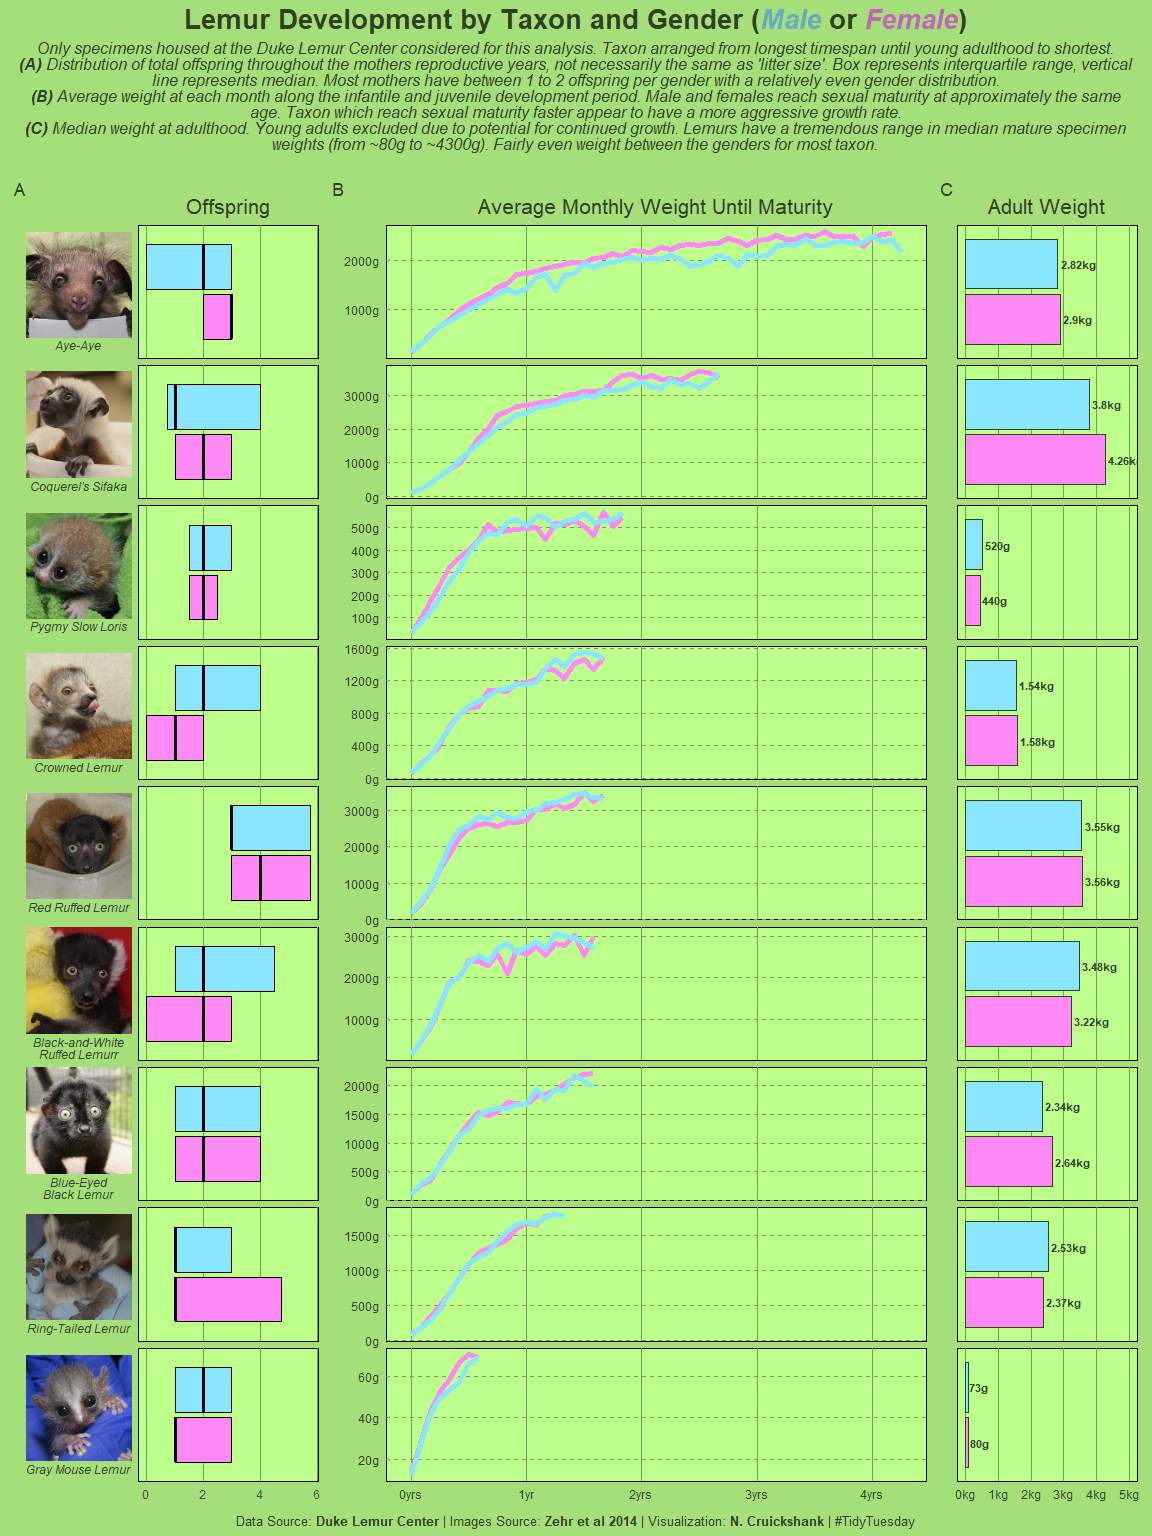 Lemur Development by Taxon and Gender (Male or Female)
Only specimens housed at the Duke Lemur Center considered for this analysis. Taxon arranged from longest timespan until young adulthood to shortest.
(A) Distribution of total offspring throughout the mothers reproductive years, not necessarily the same as 'litter size'. Box represents interquartile range, vertical
line represents median. Most mothers have between 1 to 2 offspring per gender with a relatively even gender distribution.
(B) Average weight at each month along the infantile and juvenile development period. Male and females reach sexual maturity at approximately the same
age. Taxon which reach sexual maturity faster appear to have a more aggressive growth rate.
(C) Median weight at adulthood. Young adults excluded due to potential for continued growth. Lemurs have a tremendous range in median mature specimen
weights (from ~80g to ~4300g). Fairly even weight between the genders for most taxon.
A
B
C
Offspring
Average Monthly Weight Until Maturity
Adult Weight
Aye-Aye
2000g
1000g
2.82kg
2.9kg
Coquerel's Sifaka
3000g
2000g
1000g
0g
3.8kg
4.26k
Pygmy Slow Loris
500g
400g
300g
200g
100g
520g
440g
Crowned Lemur
1600g
1200g
800g
400g
0g
1.54kg
1.58kg
Red Ruffed Lemur
3000g
2000g
1000g
0g
3.55kg
3.56kg
Black-and-White
Ruffed Lemurr
3000g
2000g
1000g
3.48kg
3.22kg
Blue-Eyed
Black Lemur
2000g
1500g
1000g
500g
0g
2.34kg
2.64kg
Ring-Tailed Lemur
1500g
1000g
500g
0g
2.53kg
2.37kg
Gray Mouse Lemur
60g
40g
20g
73g
80g
0 2 4 6
0yrs 1yr 2yrs 3yrs 4yrs
0kg 1kg 2kg 3kg 4kg 5kg
Data Source: Duke Lemur Center | Images Source: Zehr et al 2014 | Visualization: N. Cruickshank | #TidyTuesday